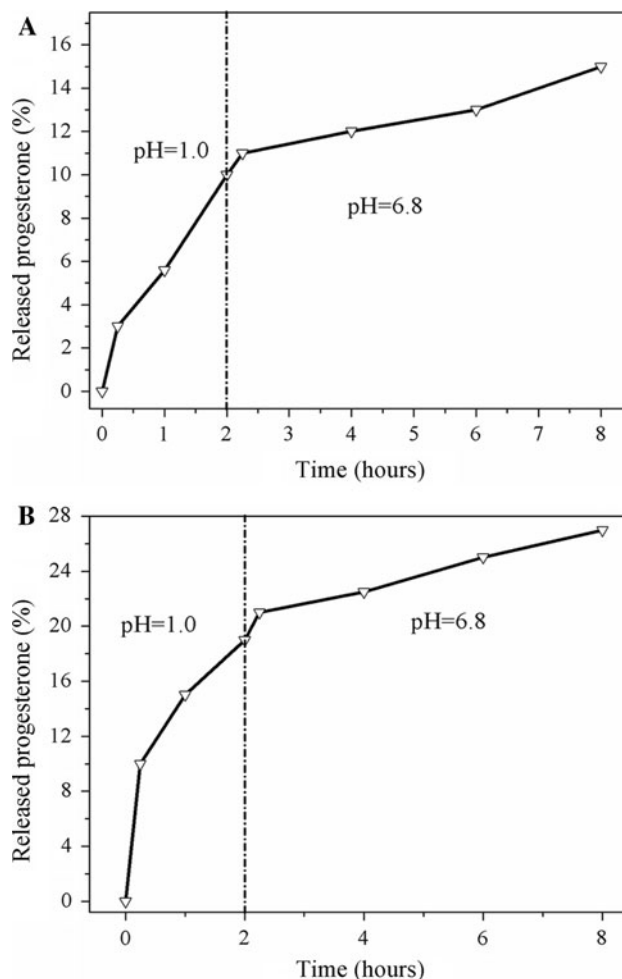 A
16
14
12
10
8
6
4
2
0
Released progesterone (%)
pH=1.0
pH=6.8
0 1 2 3 4 5 6 7 8
Time (hours)
B
28
24
20
16
12
8
4
0
Released progesterone (%)
pH=1.0
pH=6.8
0 2 4 6 8
Time (hours)